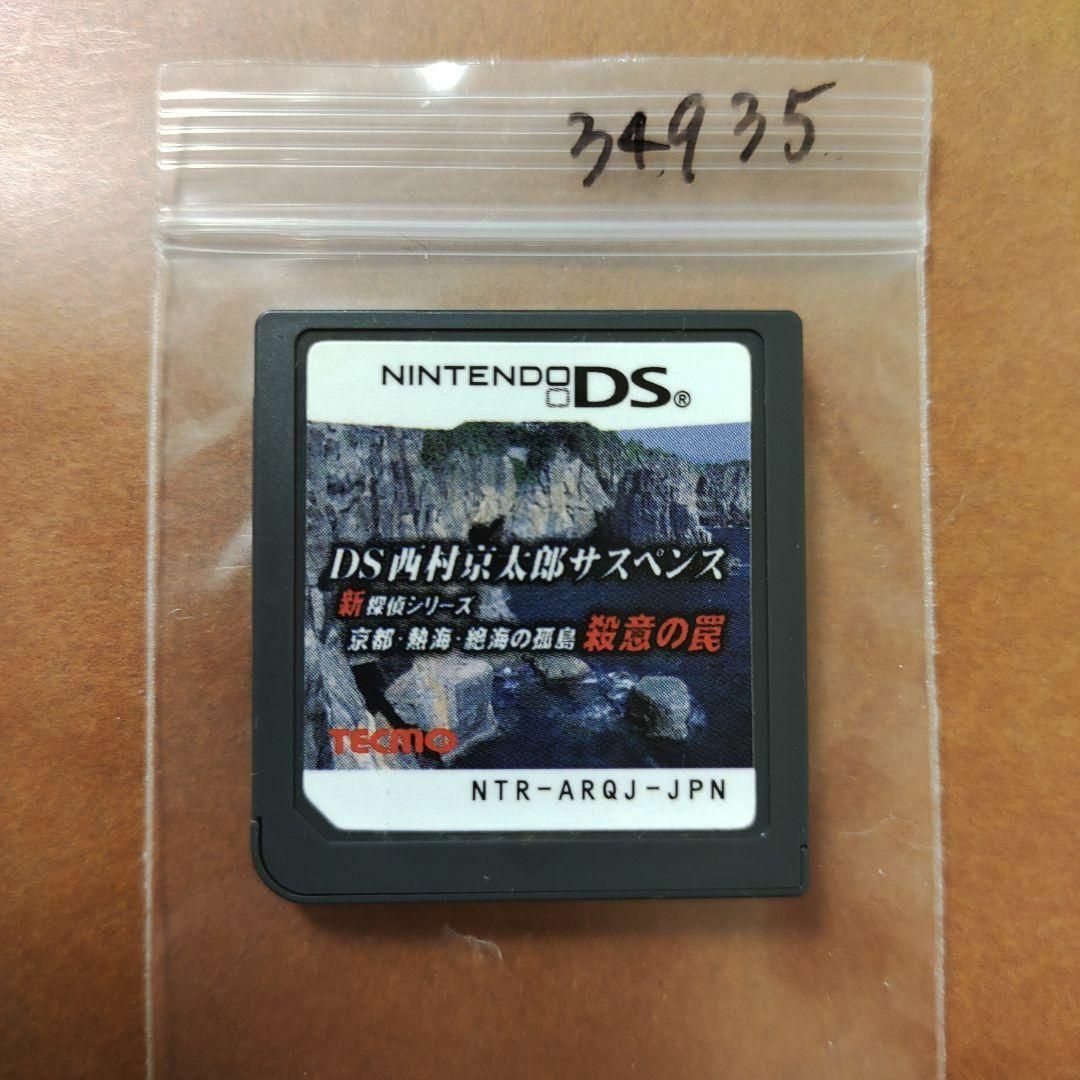 34935
NINTENDO DS®
DS西村京太郎サスペンス
新探偵シリーズ
京都・熱海・絶海の孤島 殺意の罠
TECMO
NTR-ARQJ-JPN